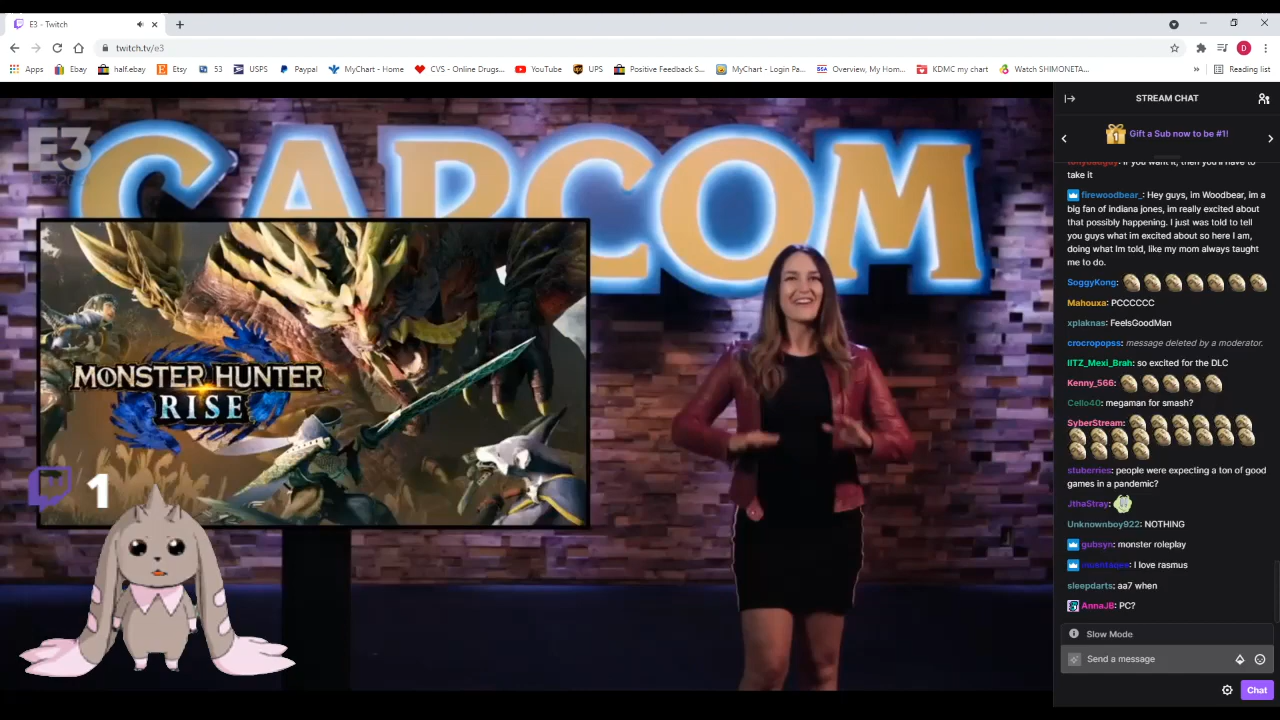 E3 - Twitch
twitch.tv/e3
Apps Ebay half.ebay Etsy 53 USPS Paypal MyChart - Home CVS - Online Drugs... YouTube UPS Positive Feedback S... MyChart - Login Pa... Overview, My Hom... KDMC my chart Watch SHIMONETA... » Reading list
E3
CAPCOM
MONSTER HUNTER
RISE
1
STREAM CHAT
Gift a Sub now to be #1!
if you want it, then you'll have to
take it
firewoodbear_: Hey guys, im Woodbear, im a
big fan of indiana jones, im really excited about
that possibly happening. I just was told to tell
you guys what im excited about so here I am,
doing what Im told, like my mom always taught
me to do.
SoggyKong:
Mahouxa: PCCCCCC
xplaknas: FeelsGoodMan
crocropopss: message deleted by a moderator.
IITZ_Mexi_Brah: so excited for the DLC
Kenny_566:
Cello40: megaman for smash?
SyberStream:
stuberries: people were expecting a ton of good
games in a pandemic?
JthaStray:
Unknownboy922: NOTHING
gubsyn: monster roleplay
: I love rasmus
sleepdarts: aa7 when
AnnaJB: PC?
Slow Mode
Send a message
Chat